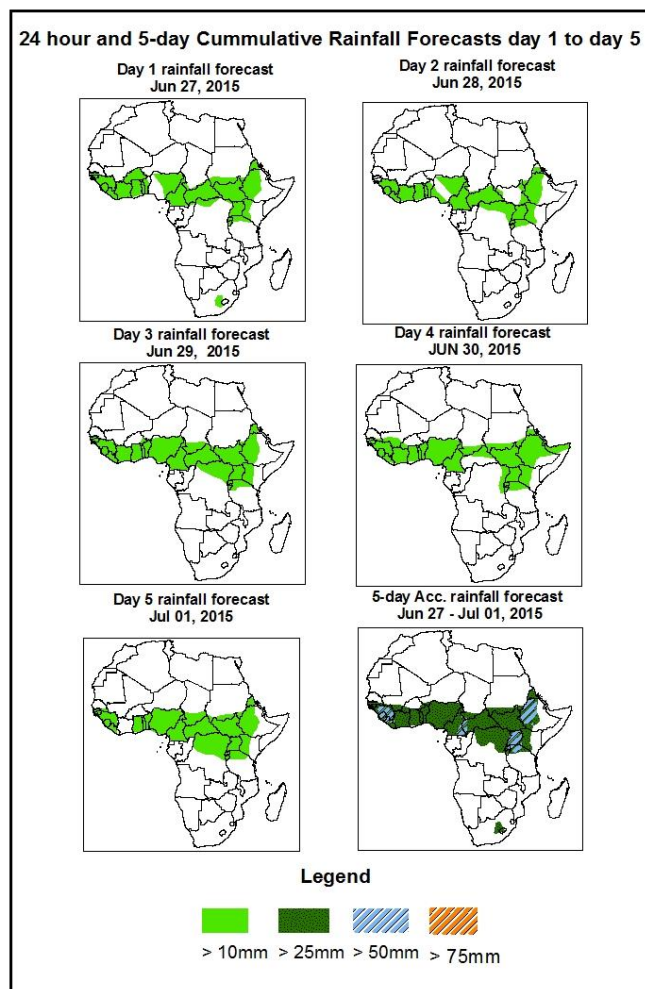 24 hour and 5-day Cummulative Rainfall Forecasts day 1 to day 5
Day 1 rainfall forecast
Jun 27, 2015
Day 2 rainfall forecast
Jun 28, 2015
Day 3 rainfall forecast
Jun 29, 2015
Day 4 rainfall forecast
JUN 30, 2015
Day 5 rainfall forecast
Jul 01, 2015
5-day Acc. rainfall forecast
Jun 27 - Jul 01, 2015
Legend
> 10mm > 25mm > 50mm > 75mm